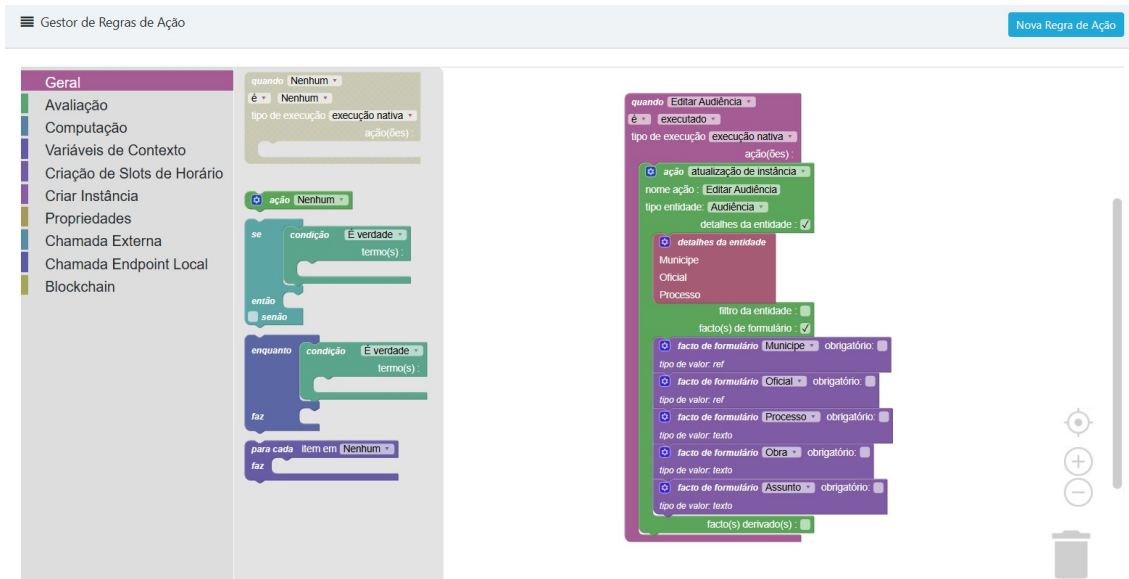 Gestor de Regras de Ação
Nova Regra de Ação
Geral
Avaliação
Computação
Variáveis de Contexto
Criação de Slots de Horário
Criar Instância
Propriedades
Chamada Externa
Chamada Endpoint Local
Blockchain
quando Nenhum
é Nenhum
tipo de execução execução nativa
ação(ões) :
ação Nenhum
se condição É verdade
termo(s) :
então
senão
enquanto condição É verdade
termo(s) :
faz
para cada item em Nenhum
faz
quando Editar Audiência
é executado
tipo de execução execução nativa
ação(ões) :
ação atualização de instância
nome ação : Editar Audiência
tipo entidade: Audiência
detalhes da entidade :
detalhes da entidade
Municipe
Oficial
Processo
filtro da entidade :
facto(s) de formulário :
facto de formulário Municipe obrigatório:
tipo de valor: ref
facto de formulário Oficial obrigatório:
tipo de valor: ref
facto de formulário Processo obrigatório:
tipo de valor: texto
facto de formulário Obra obrigatório:
tipo de valor: texto
facto de formulário Assunto obrigatório:
tipo de valor: texto
facto(s) derivado(s) :